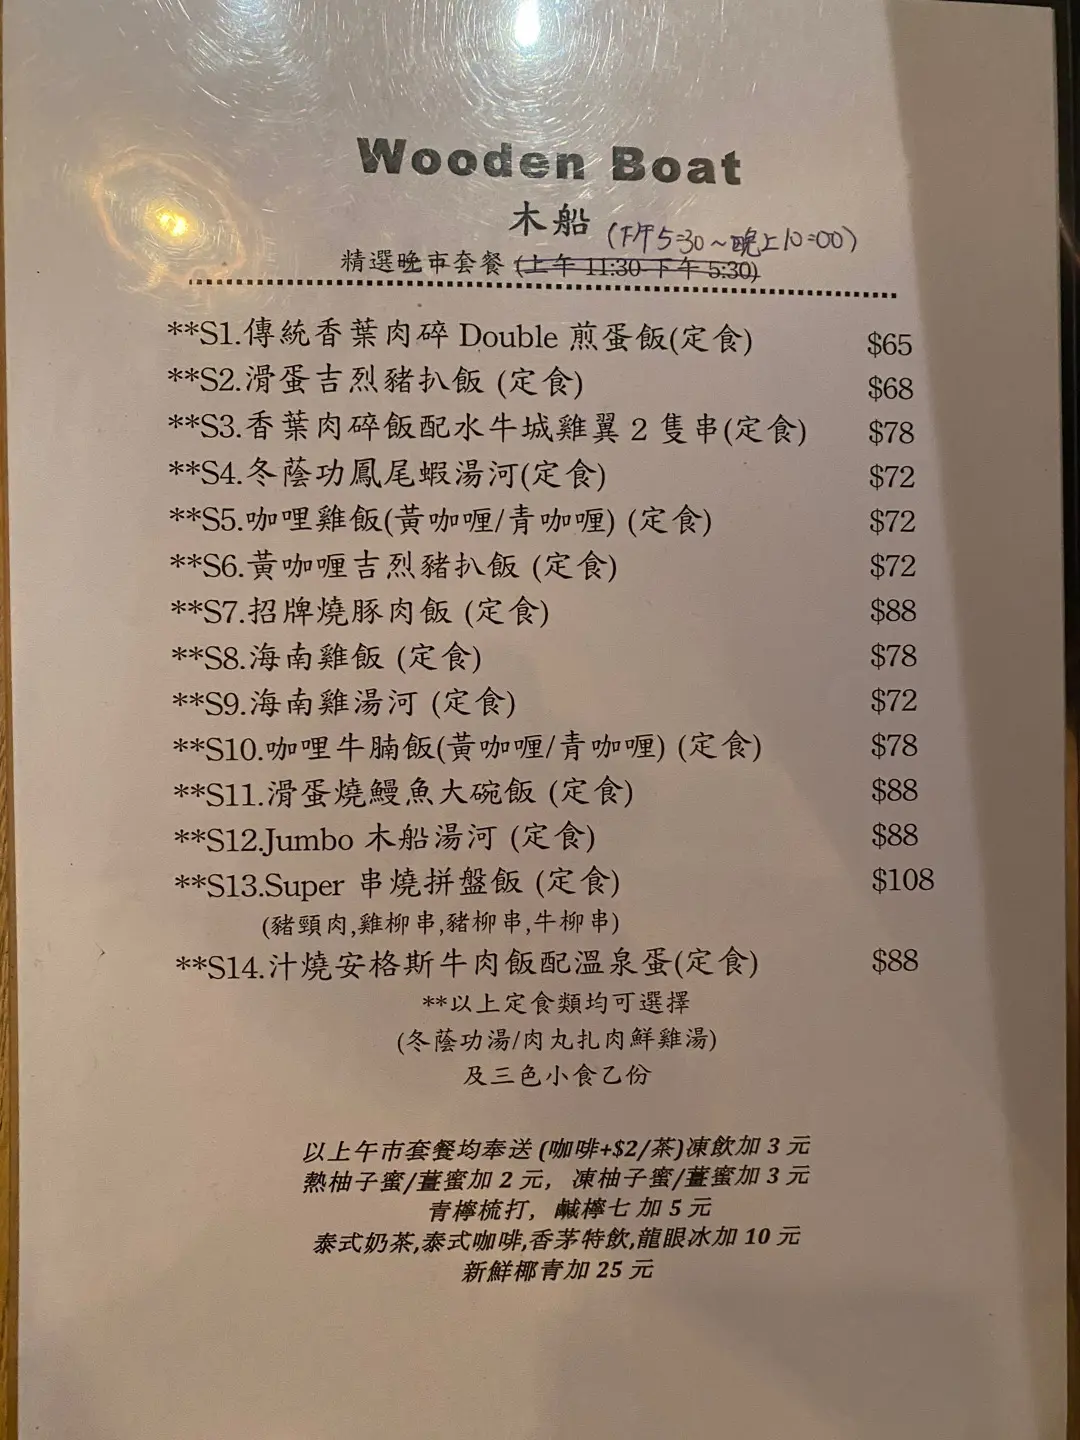 Wooden Boat
木船
(下午5:30～晚上10:00)
精選晚市套餐 (上午 11:30-下午 5:30)
**S1.傳統香葉肉碎 Double 煎蛋飯(定食) $65
**S2.滑蛋吉烈豬扒飯 (定食) $68
**S3.香葉肉碎飯配水牛城雞翼 2 隻串(定食) $78
**S4.冬蔭功鳳尾蝦湯河(定食) $72
**S5.咖哩雞飯(黃咖喱/青咖喱) (定食) $72
**S6.黃咖喱吉烈豬扒飯 (定食) $72
**S7.招牌燒豚肉飯 (定食) $88
**S8.海南雞飯 (定食) $78
**S9.海南雞湯河 (定食) $72
**S10.咖哩牛腩飯(黃咖喱/青咖喱) (定食) $78
**S11.滑蛋燒鰻魚大碗飯 (定食) $88
**S12.Jumbo 木船湯河 (定食) $88
**S13.Super 串燒拼盤飯 (定食) $108
(豬頸肉,雞柳串,豬柳串,牛柳串)
**S14.汁燒安格斯牛肉飯配溫泉蛋(定食) $88
**以上定食類均可選擇
(冬蔭功湯/肉丸扎肉鮮雞湯)
及三色小食乙份
以上午市套餐均奉送 (咖啡+$2/茶)凍飲加 3 元
熱柚子蜜/薑蜜加 2 元, 凍柚子蜜/薑蜜加 3 元
青檸梳打, 鹹檸七 加 5 元
泰式奶茶,泰式咖啡,香茅特飲,龍眼冰加 10 元
新鮮椰青加 25 元